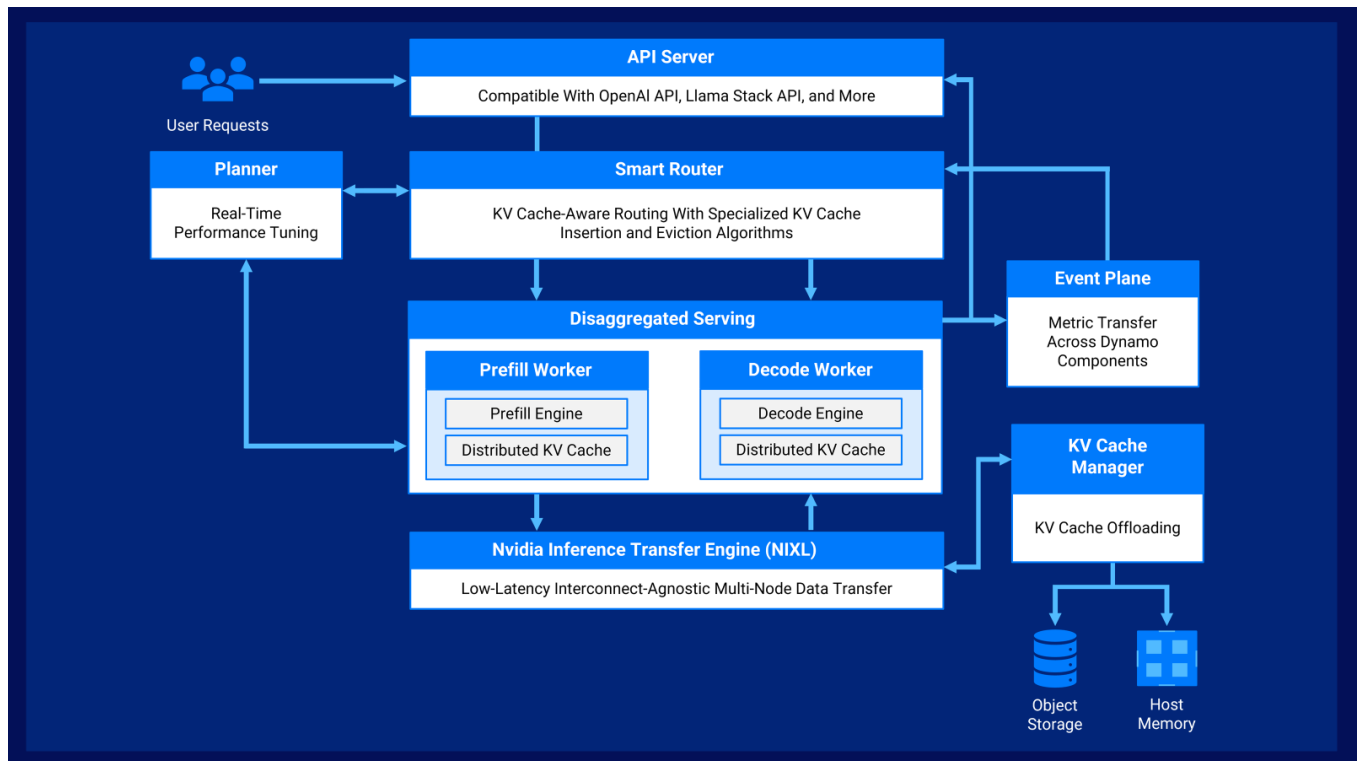 API Server
Compatible With OpenAI API, Llama Stack API, and More
User Requests
Planner
Real-Time
Performance Tuning
Smart Router
KV Cache-Aware Routing With Specialized KV Cache
Insertion and Eviction Algorithms
Event Plane
Metric Transfer
Across Dynamo
Components
Disaggregated Serving
Prefill Worker
Prefill Engine
Distributed KV Cache
Decode Worker
Decode Engine
Distributed KV Cache
KV Cache
Manager
KV Cache Offloading
Nvidia Inference Transfer Engine (NIXL)
Low-Latency Interconnect-Agnostic Multi-Node Data Transfer
Object
Storage
Host
Memory